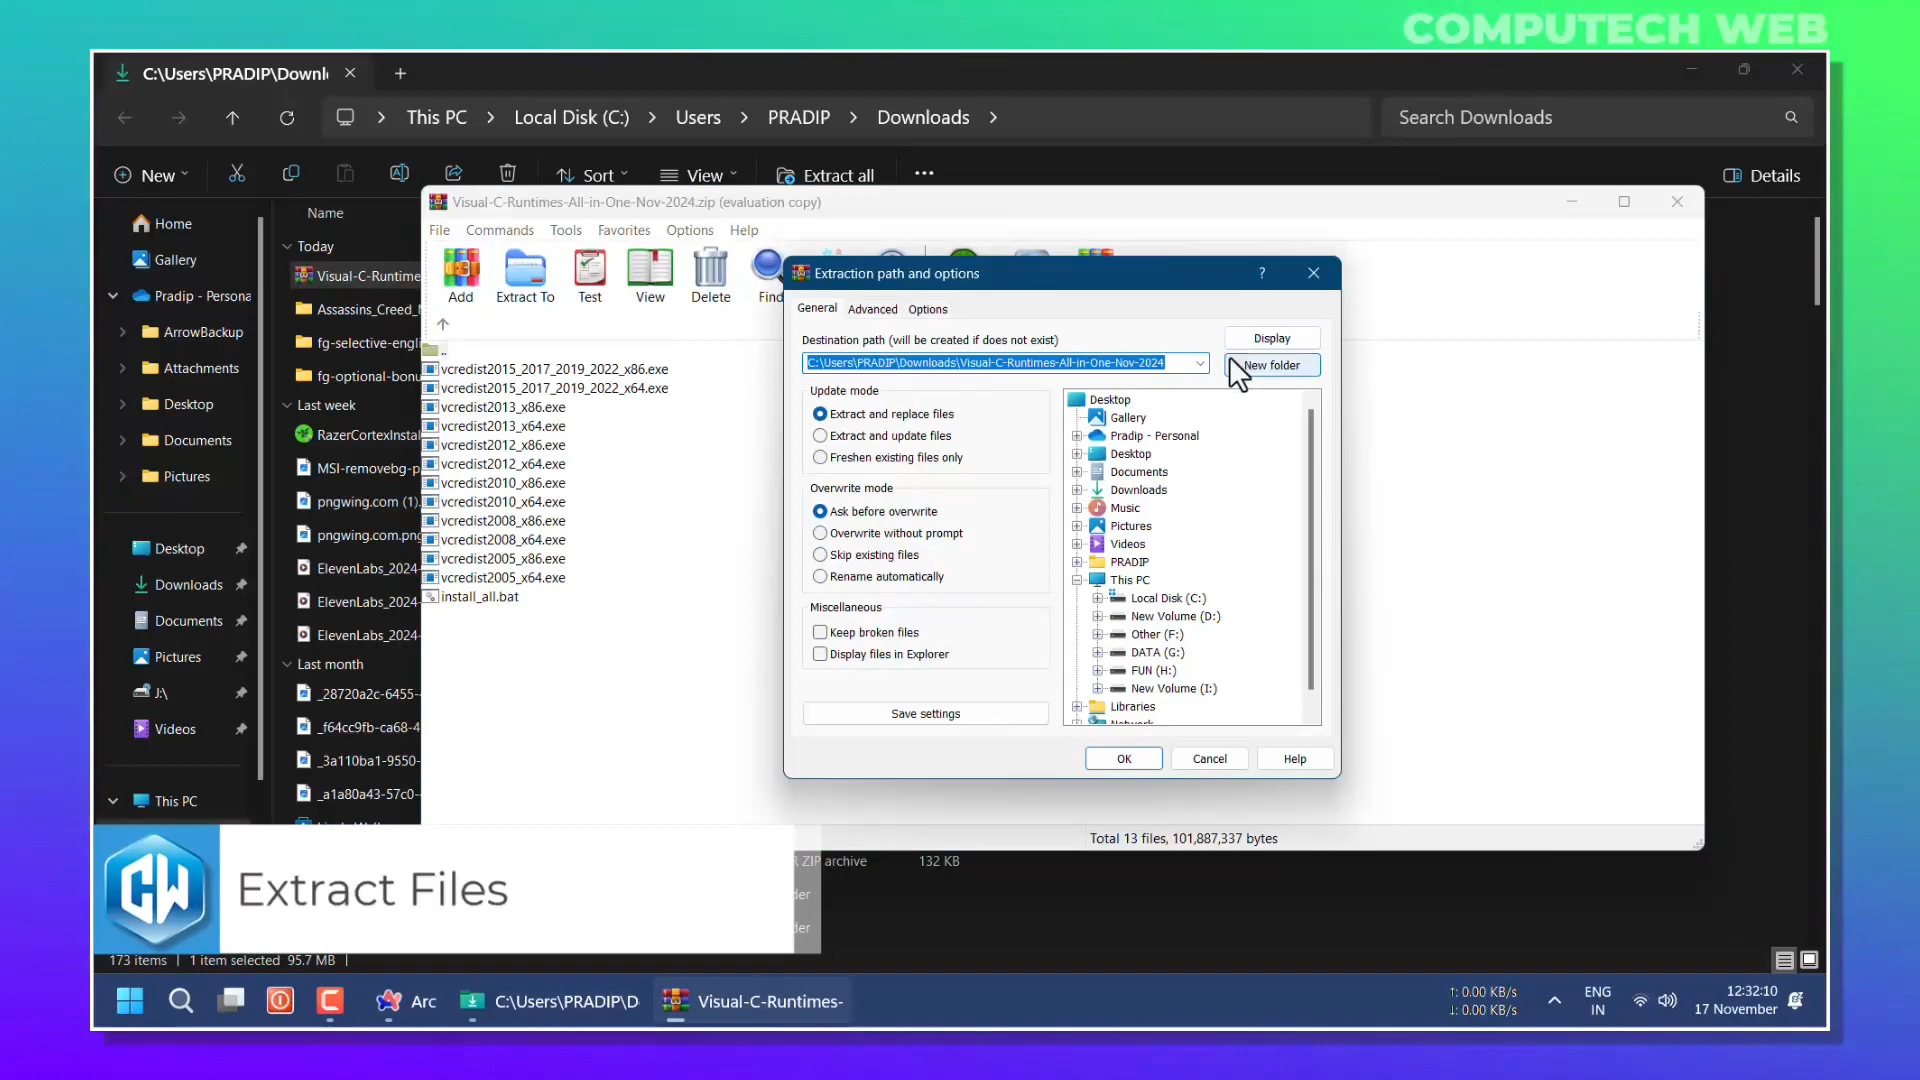 COMPUTECH WEB
C:\Users\PRADIP\Downl
This PC
Local Disk (C:)
Users
PRADIP
Downloads
Search Downloads
New
Sort
View
Extract all
Details
Home
Gallery
Pradip - Persona
ArrowBackup
Attachments
Desktop
Documents
Pictures
Desktop
Downloads
Documents
Pictures
J:\
Videos
This PC
Name
Today
Visual-C-Runtime
Assassins_Creed_
fg-selective-engl
fg-optional-bonu
Last week
RazerCortexInstal
MSI-removebg-p
pngwing.com (1).
pngwing.com.png
ElevenLabs_2024-
ElevenLabs_2024-
ElevenLabs_2024-
Last month
_28720a2c-6455-
_f64cc9fb-ca68-4
_3a110ba1-9550-
_a1a80a43-57c0-
Visual-C-Runtimes-All-in-One-Nov-2024.zip (evaluation copy)
File Commands Tools Favorites Options Help
Add Extract To Test View Delete Find
..
vcredist2015_2017_2019_2022_x86.exe
vcredist2015_2017_2019_2022_x64.exe
vcredist2013_x86.exe
vcredist2013_x64.exe
vcredist2012_x86.exe
vcredist2012_x64.exe
vcredist2010_x86.exe
vcredist2010_x64.exe
vcredist2008_x86.exe
vcredist2008_x64.exe
vcredist2005_x86.exe
vcredist2005_x64.exe
install_all.bat
Extraction path and options
?
General Advanced Options
Destination path (will be created if does not exist)
C:\Users\PRADIP\Downloads\Visual-C-Runtimes-All-in-One-Nov-2024
Display
New folder
Update mode
Extract and replace files
Extract and update files
Freshen existing files only
Overwrite mode
Ask before overwrite
Overwrite without prompt
Skip existing files
Rename automatically
Miscellaneous
Keep broken files
Display files in Explorer
Save settings
Desktop
Gallery
Pradip - Personal
Desktop
Documents
Downloads
Music
Pictures
Videos
PRADIP
This PC
Local Disk (C:)
New Volume (D:)
Other (F:)
DATA (G:)
FUN (H:)
New Volume (I:)
Libraries
Network
OK Cancel Help
Total 13 files, 101,887,337 bytes
R ZIP archive 132 KB
der
der
CW
Extract Files
173 items 1 item selected 95.7 MB
Arc
C:\Users\PRADIP\D
Visual-C-Runtimes-
↑: 0.00 KB/s
↓: 0.00 KB/s
ENG
IN
12:32:10
17 November